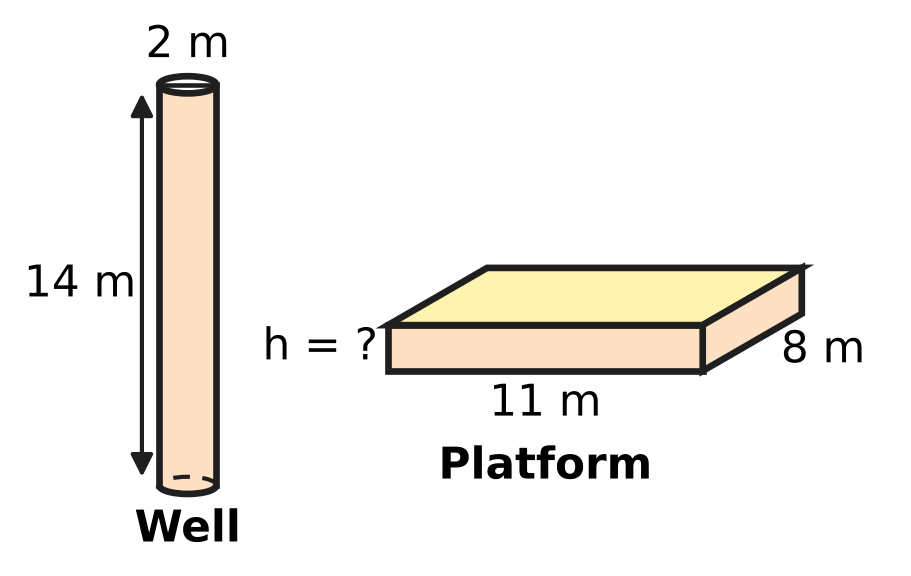 2 m
14 m
h = ?
8 m
11 m
Platform
Well